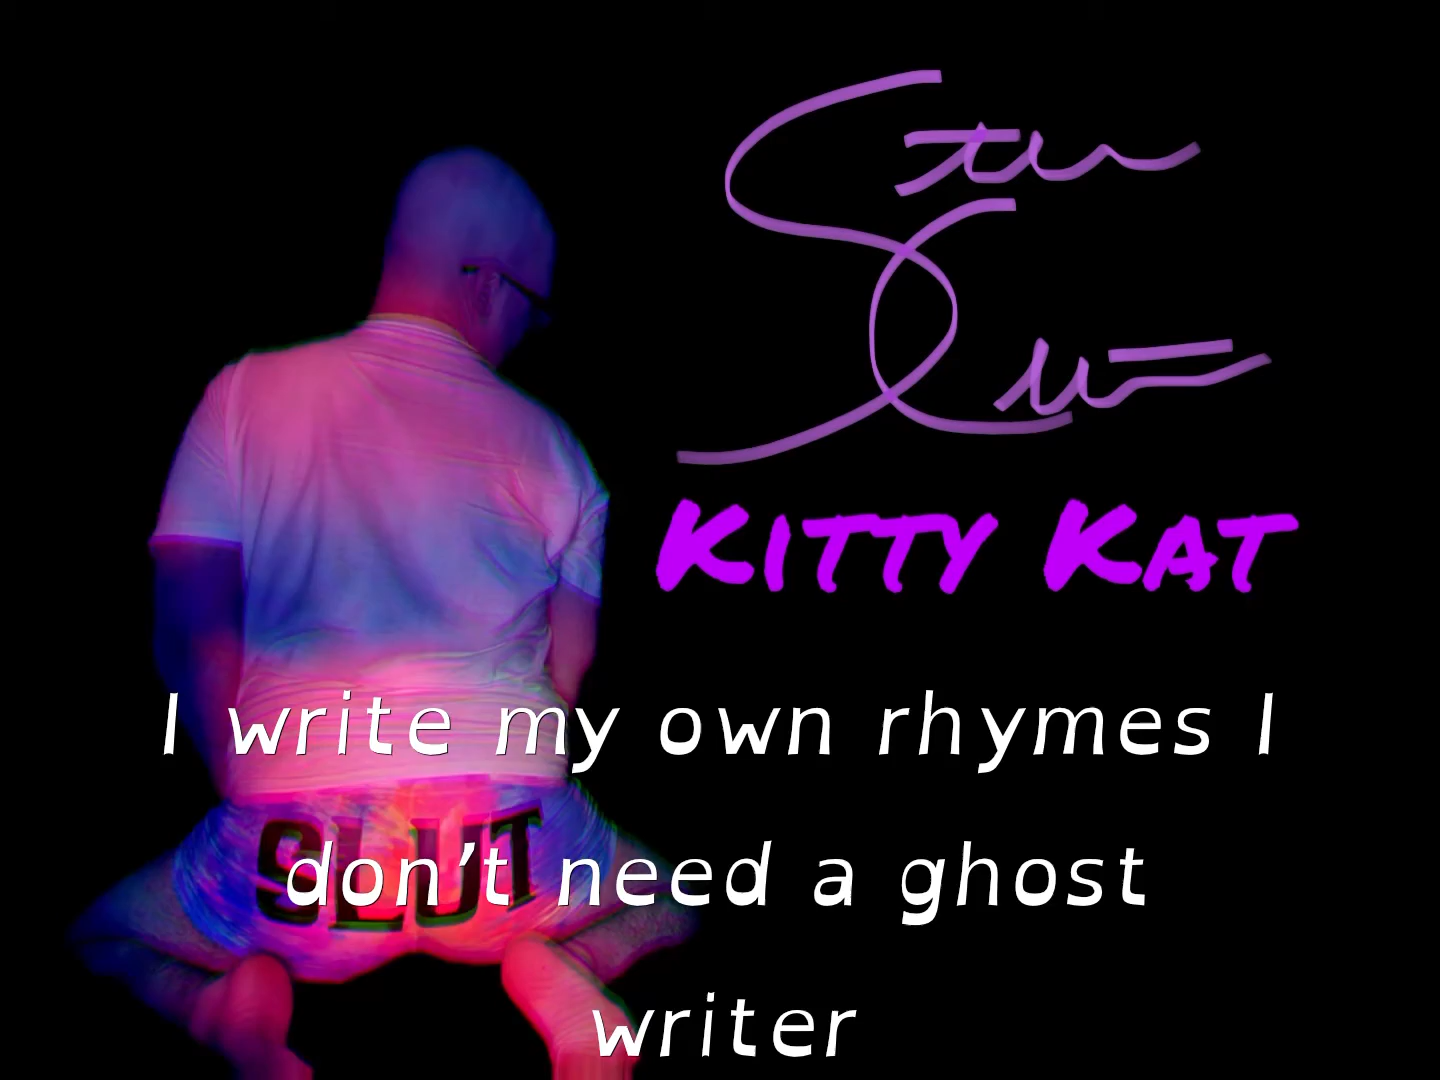 Kitty Kat
I write my own rhymes I
don't need a ghost
writer
SLUT